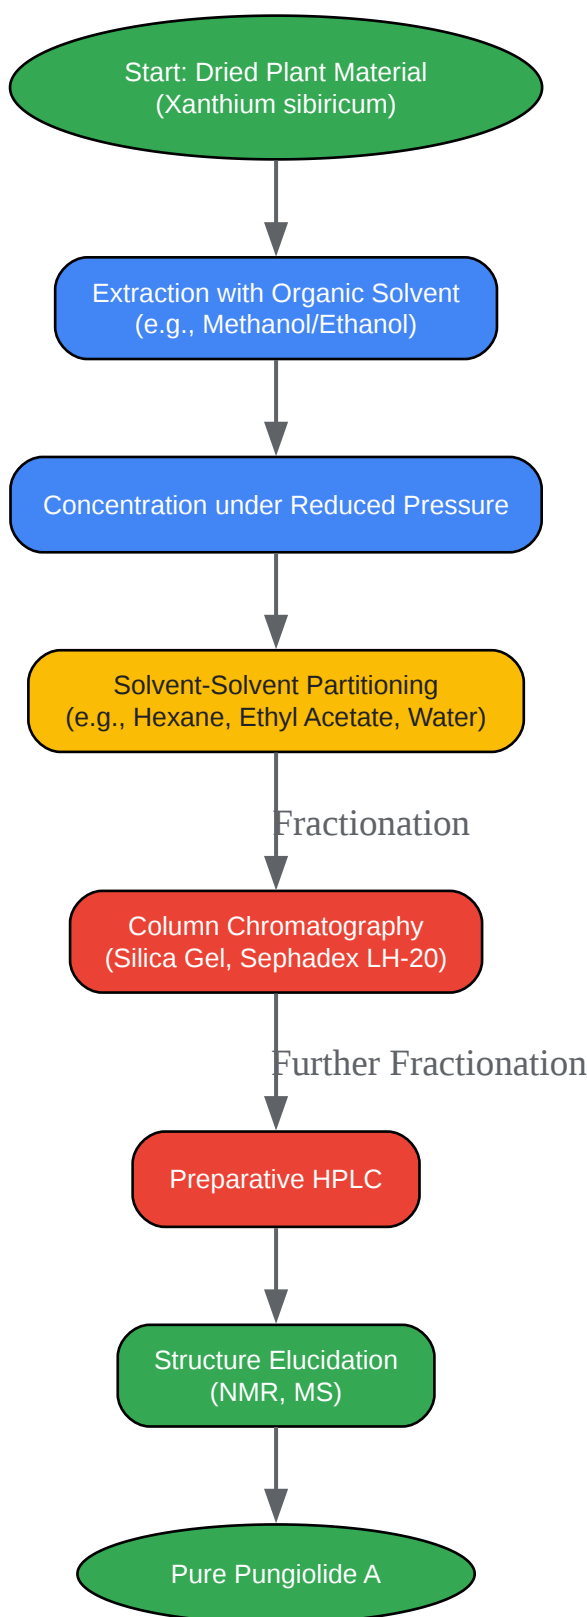 Start: Dried Plant Material
(Xanthium sibiricum)
Extraction with Organic Solvent
(e.g., Methanol/Ethanol)
Concentration under Reduced Pressure
Solvent-Solvent Partitioning
(e.g., Hexane, Ethyl Acetate, Water)
Fractionation
Column Chromatography
(Silica Gel, Sephadex LH-20)
Further Fractionation
Preparative HPLC
Structure Elucidation
(NMR, MS)
Pure Pungiolide A